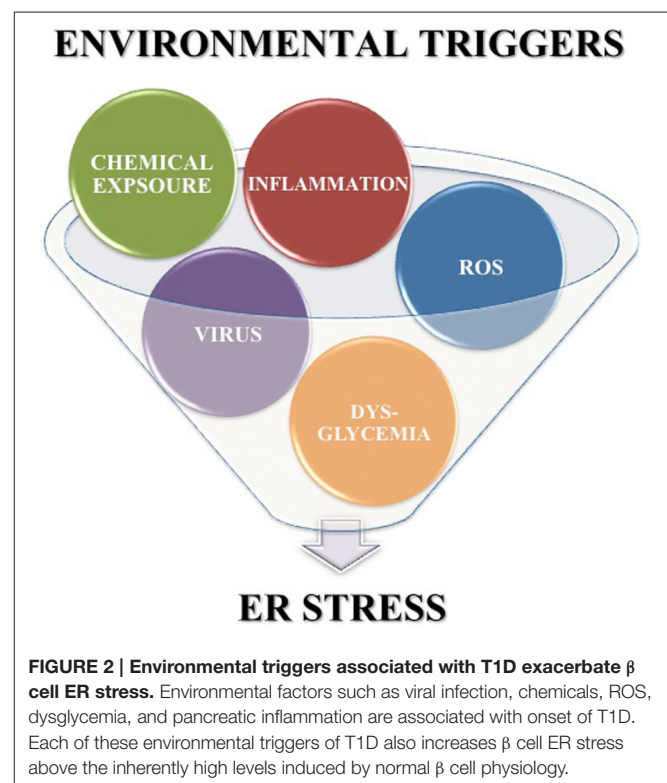 ENVIRONMENTAL TRIGGERS
CHEMICAL
EXPSOURE
INFLAMMATION
ROS
VIRUS
DYS-
GLYCEMIA
ER STRESS
FIGURE 2 | Environmental triggers associated with T1D exacerbate β
cell ER stress. Environmental factors such as viral infection, chemicals, ROS,
dysglycemia, and pancreatic inflammation are associated with onset of T1D.
Each of these environmental triggers of T1D also increases β cell ER stress
above the inherently high levels induced by normal β cell physiology.